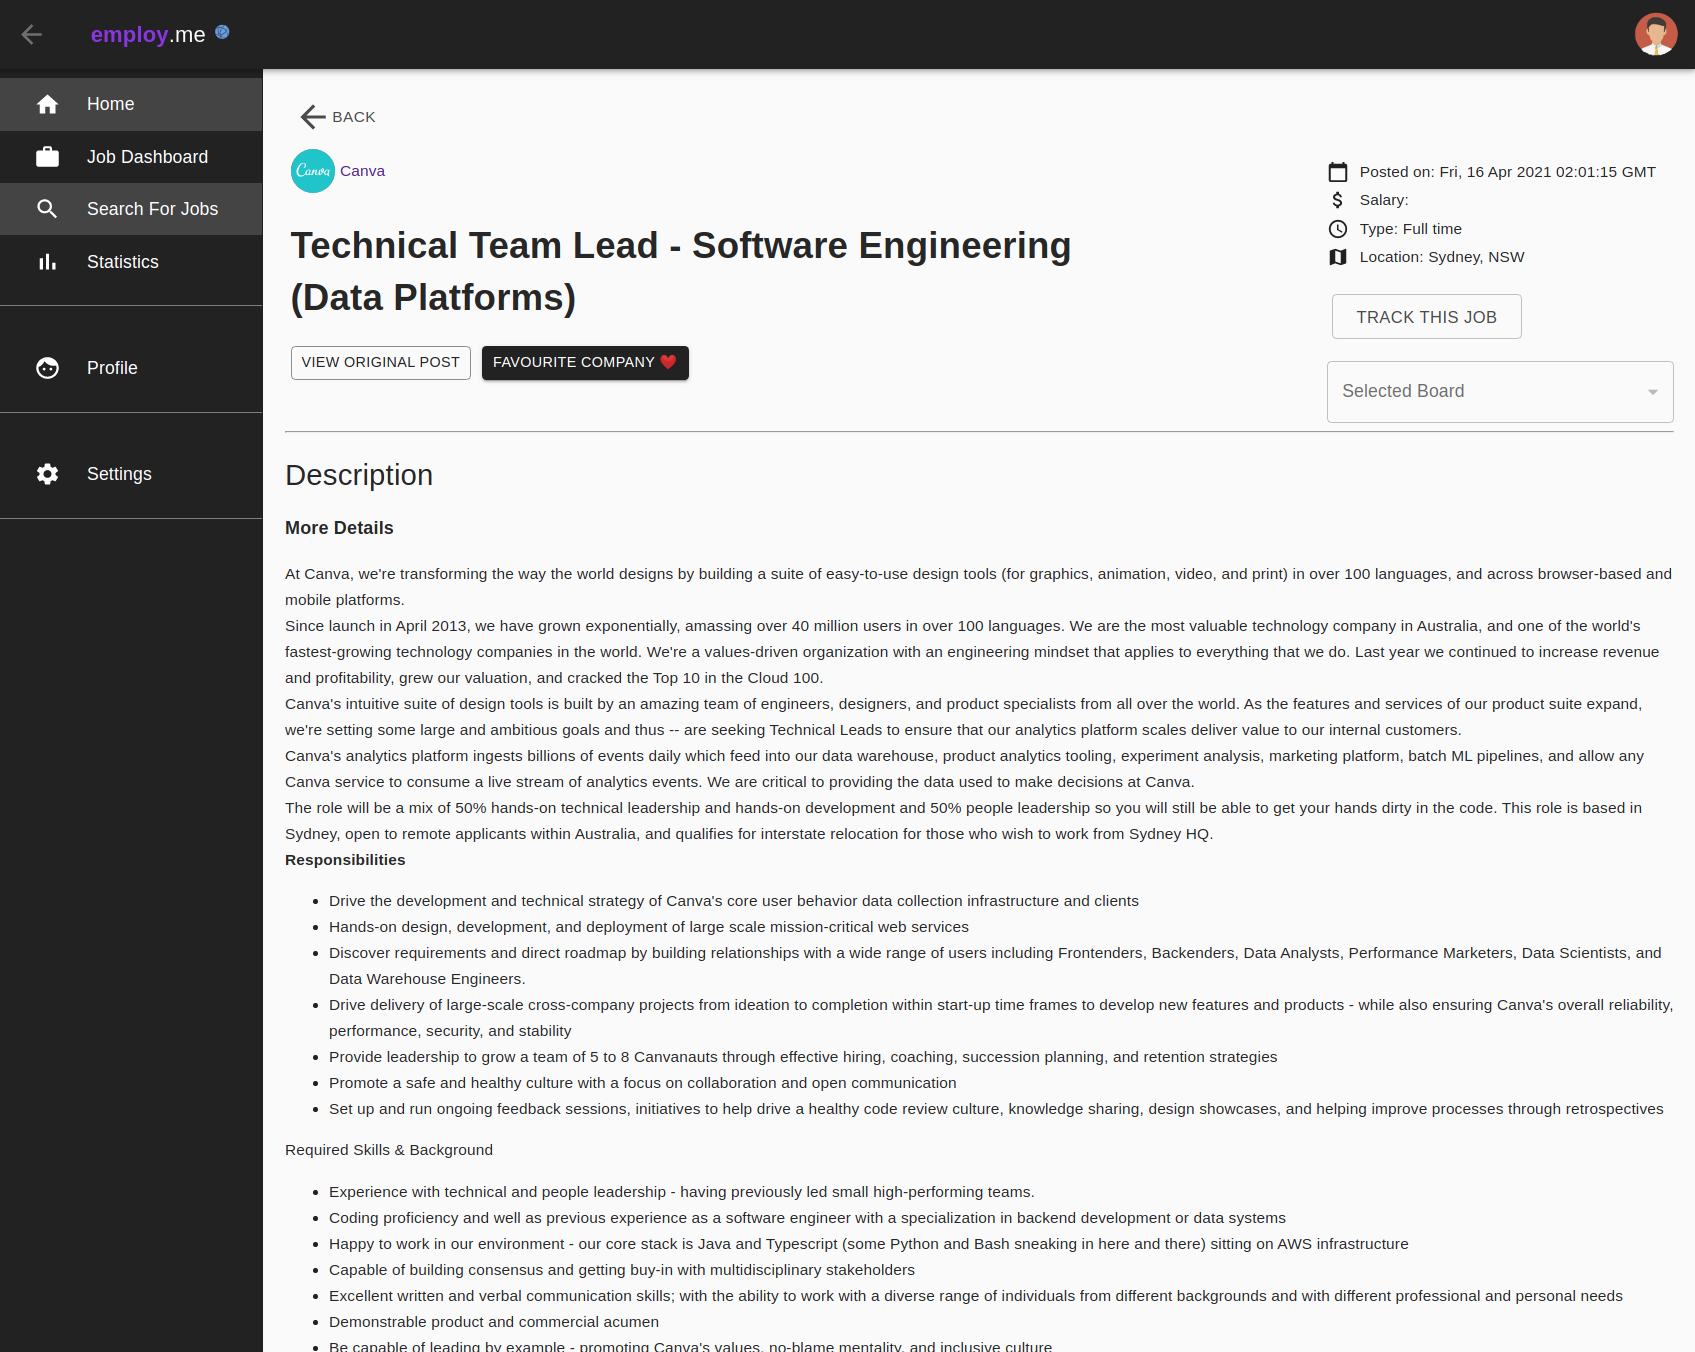 employ.me
Home
Job Dashboard
Search For Jobs
Statistics
Profile
Settings
BACK
Canva
Canva
Technical Team Lead - Software Engineering
(Data Platforms)
VIEW ORIGINAL POST
FAVOURITE COMPANY ❤️
Posted on: Fri, 16 Apr 2021 02:01:15 GMT
Salary:
Type: Full time
Location: Sydney, NSW
TRACK THIS JOB
Selected Board
Description
More Details
At Canva, we're transforming the way the world designs by building a suite of easy-to-use design tools (for graphics, animation, video, and print) in over 100 languages, and across browser-based and
mobile platforms.
Since launch in April 2013, we have grown exponentially, amassing over 40 million users in over 100 languages. We are the most valuable technology company in Australia, and one of the world's
fastest-growing technology companies in the world. We're a values-driven organization with an engineering mindset that applies to everything that we do. Last year we continued to increase revenue
and profitability, grew our valuation, and cracked the Top 10 in the Cloud 100.
Canva's intuitive suite of design tools is built by an amazing team of engineers, designers, and product specialists from all over the world. As the features and services of our product suite expand,
we're setting some large and ambitious goals and thus -- are seeking Technical Leads to ensure that our analytics platform scales deliver value to our internal customers.
Canva's analytics platform ingests billions of events daily which feed into our data warehouse, product analytics tooling, experiment analysis, marketing platform, batch ML pipelines, and allow any
Canva service to consume a live stream of analytics events. We are critical to providing the data used to make decisions at Canva.
The role will be a mix of 50% hands-on technical leadership and hands-on development and 50% people leadership so you will still be able to get your hands dirty in the code. This role is based in
Sydney, open to remote applicants within Australia, and qualifies for interstate relocation for those who wish to work from Sydney HQ.
Responsibilities
• Drive the development and technical strategy of Canva's core user behavior data collection infrastructure and clients
• Hands-on design, development, and deployment of large scale mission-critical web services
• Discover requirements and direct roadmap by building relationships with a wide range of users including Frontenders, Backenders, Data Analysts, Performance Marketers, Data Scientists, and
Data Warehouse Engineers.
• Drive delivery of large-scale cross-company projects from ideation to completion within start-up time frames to develop new features and products - while also ensuring Canva's overall reliability,
performance, security, and stability
• Provide leadership to grow a team of 5 to 8 Canvanauts through effective hiring, coaching, succession planning, and retention strategies
• Promote a safe and healthy culture with a focus on collaboration and open communication
• Set up and run ongoing feedback sessions, initiatives to help drive a healthy code review culture, knowledge sharing, design showcases, and helping improve processes through retrospectives
Required Skills & Background
• Experience with technical and people leadership - having previously led small high-performing teams.
• Coding proficiency and well as previous experience as a software engineer with a specialization in backend development or data systems
• Happy to work in our environment - our core stack is Java and Typescript (some Python and Bash sneaking in here and there) sitting on AWS infrastructure
• Capable of building consensus and getting buy-in with multidisciplinary stakeholders
• Excellent written and verbal communication skills; with the ability to work with a diverse range of individuals from different backgrounds and with different professional and personal needs
• Demonstrable product and commercial acumen
• Be capable of leading by example - promoting Canva's values, no-blame mentality, and inclusive culture